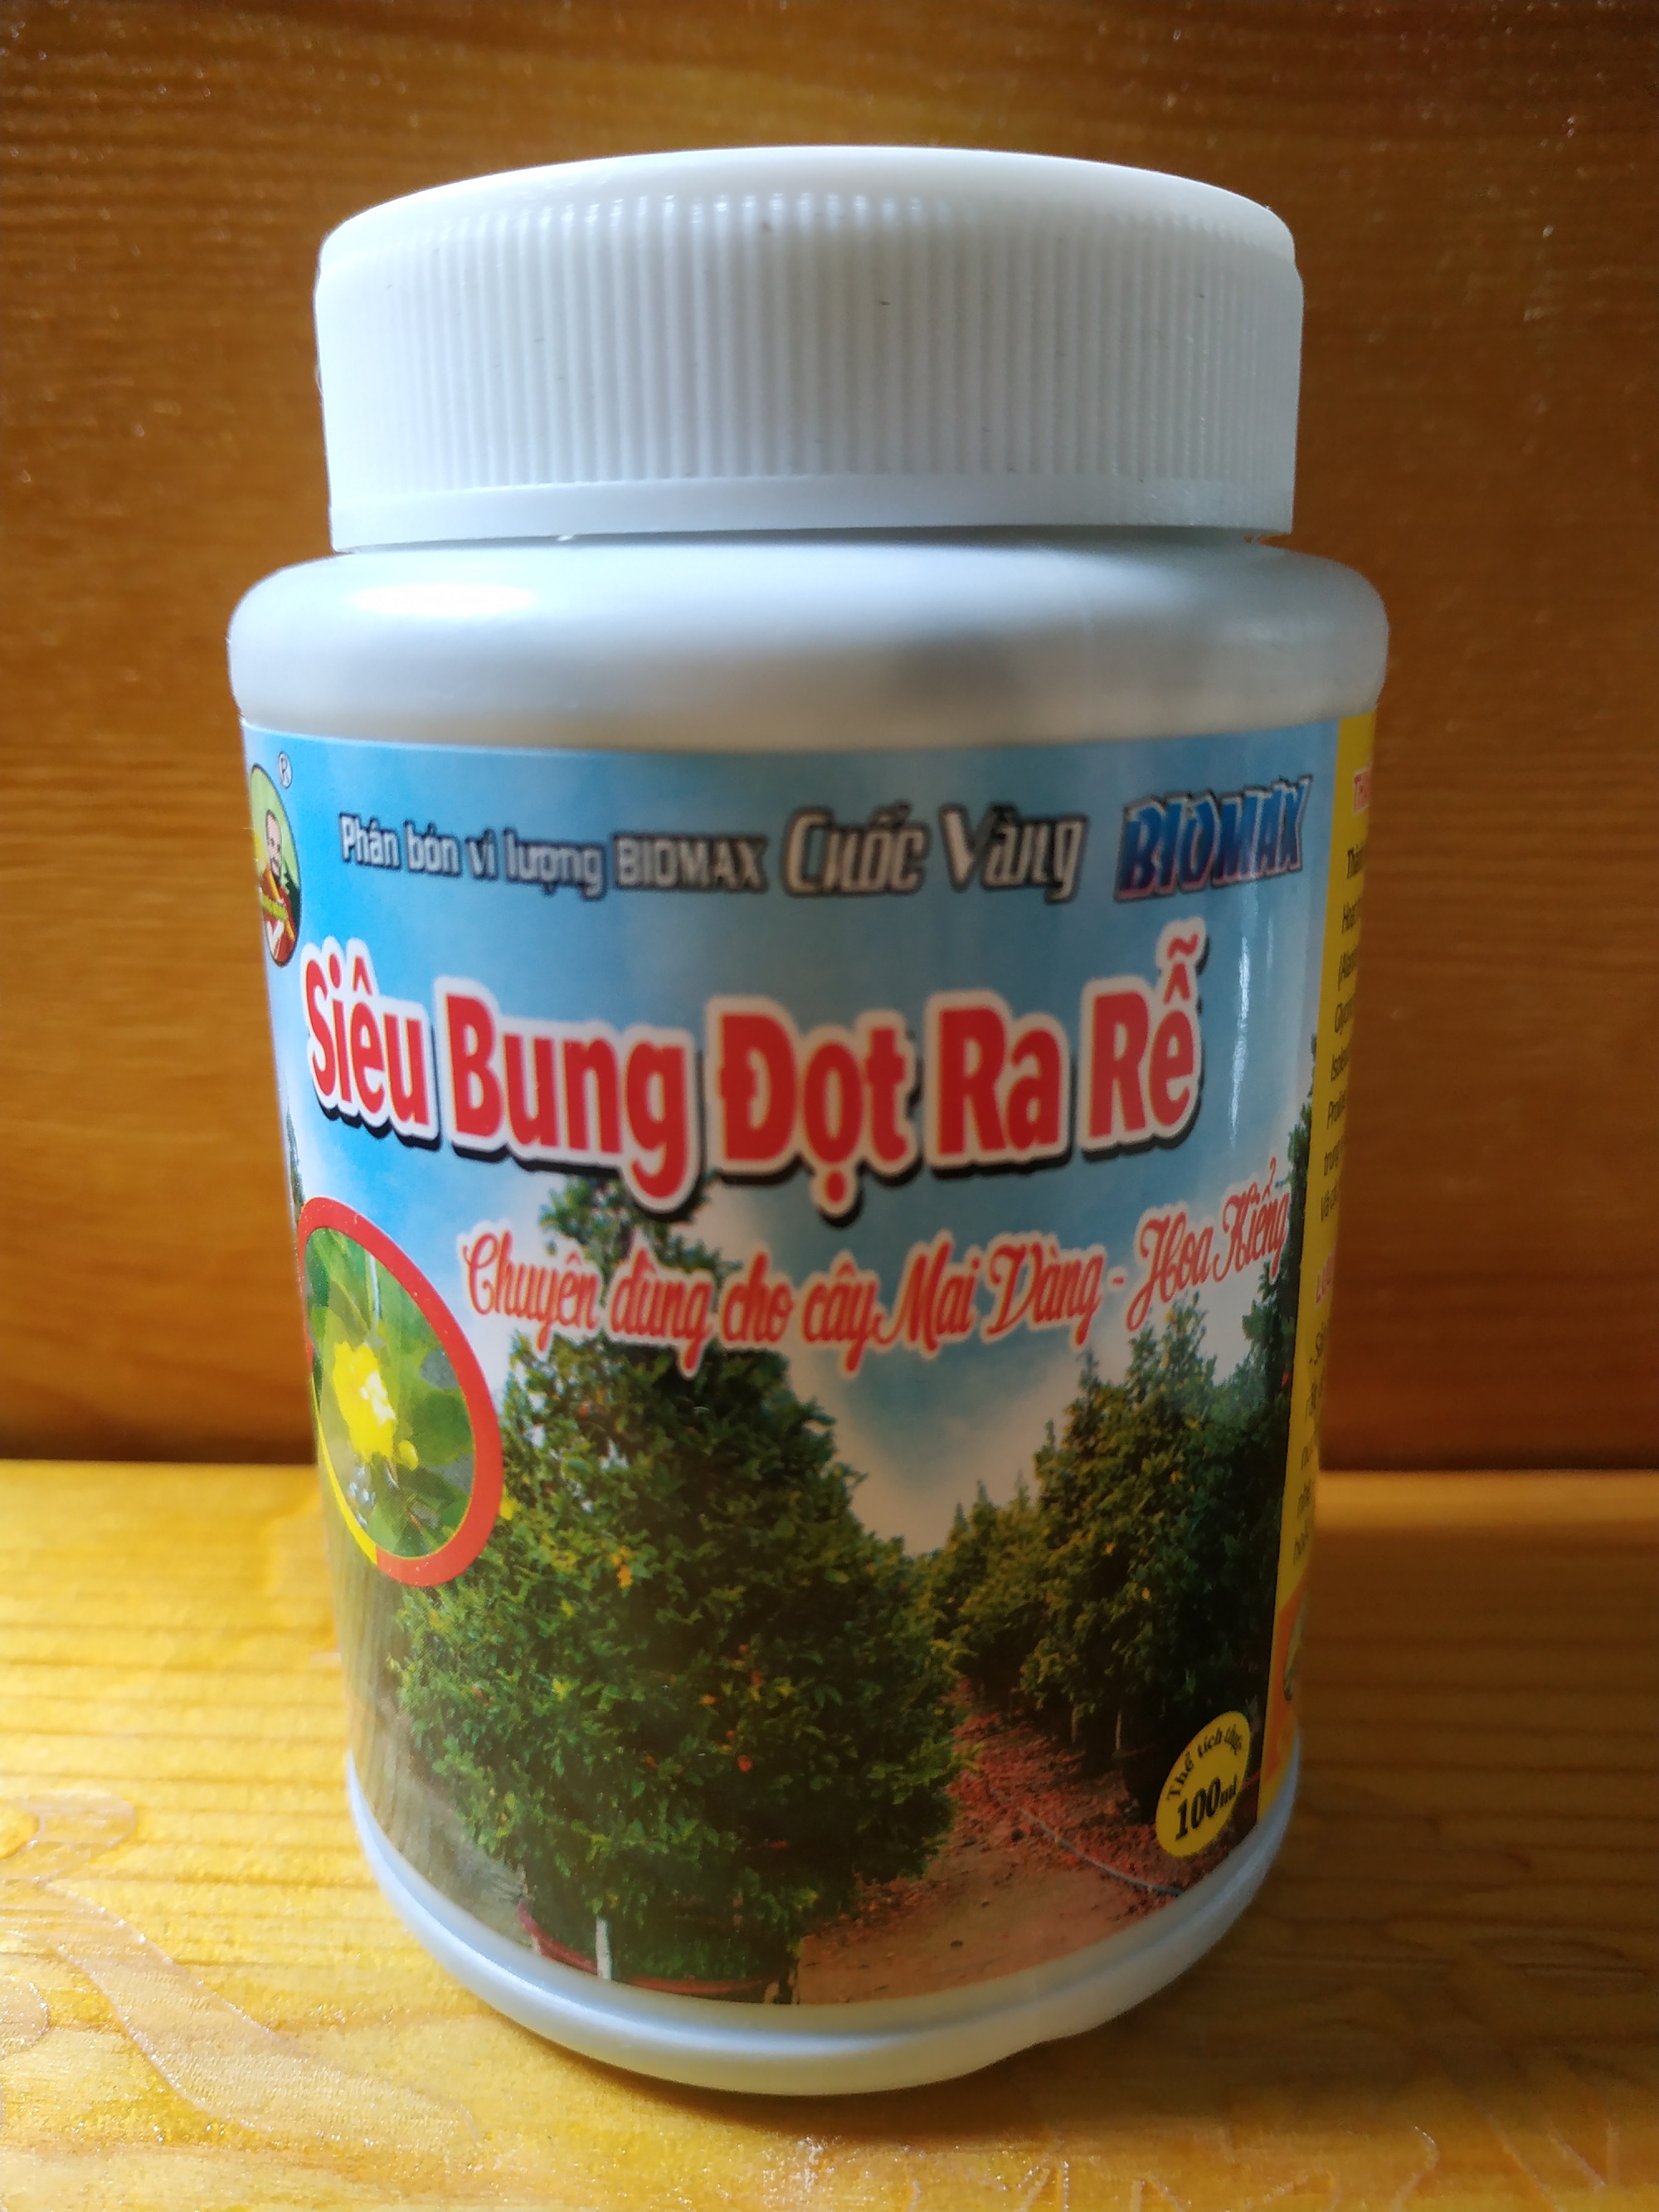 Phân bón vi lượng BIOMAX Cuốc Vàng BIOMAX
Siêu Bung Đọt Ra Rễ
Chuyên dùng cho cây Mai Vàng - Hoa Kiểng
Thể tích thực
100ml